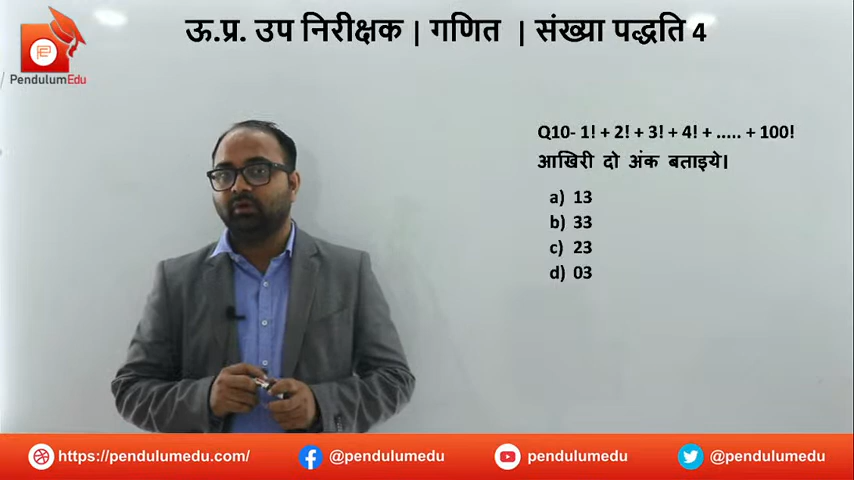 ऊ.प्र. उप निरीक्षक | गणित | संख्या पद्धति 4
PendulumEdu
Q10- 1! + 2! + 3! + 4! + ..... + 100!
आखिरी दो अंक बताइये।
a) 13
b) 33
c) 23
d) 03
https://pendulumedu.com/ @pendulumedu pendulumedu @pendulumedu